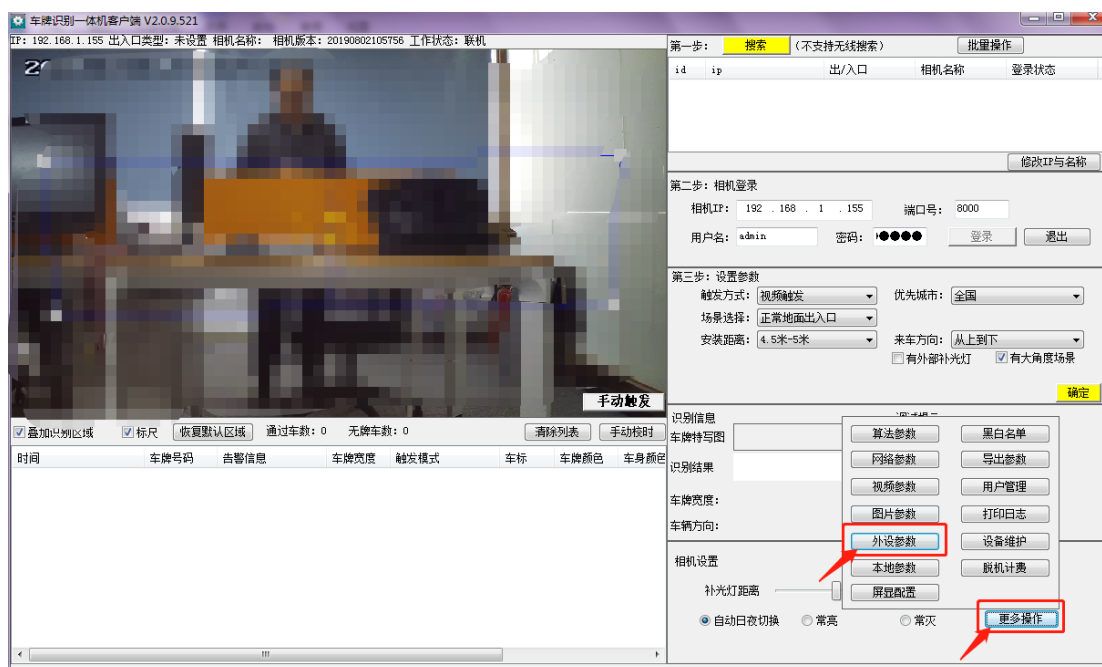 车牌识别一体机客户端 V2.0.9.521
IP: 192.168.1.155 出入口类型: 未设置 相机名称: 相机版本: 20190802105756 工作状态: 联机
手动触发
叠加识别区域 标尺 恢复默认区域 通过车数: 0 无牌车数: 0 清除列表 手动校时
时间 车牌号码 告警信息 车牌宽度 触发模式 车标 车牌颜色 车身颜色
第一步: 搜索 (不支持无线搜索) 批量操作
id ip 出/入口 相机名称 登录状态
修改IP与名称
第二步: 相机登录
相机IP: 192 . 168 . 1 . 155 端口号: 8000
用户名: admin 密码: ●●●● 登录 退出
第三步: 设置参数
触发方式: 视频触发 优先城市: 全国
场景选择: 正常地面出入口
安装距离: 4.5米-5米 来车方向: 从上到下
有外部补光灯 有大角度场景
确定
识别信息
车牌特写图
识别结果
车牌宽度:
车辆方向:
算法参数 黑白名单
网络参数 导出参数
视频参数 用户管理
图片参数 打印日志
外设参数 设备维护
本地参数 脱机计费
屏显配置
相机设置
补光灯距离
自动日夜切换 常亮 常灭 更多操作